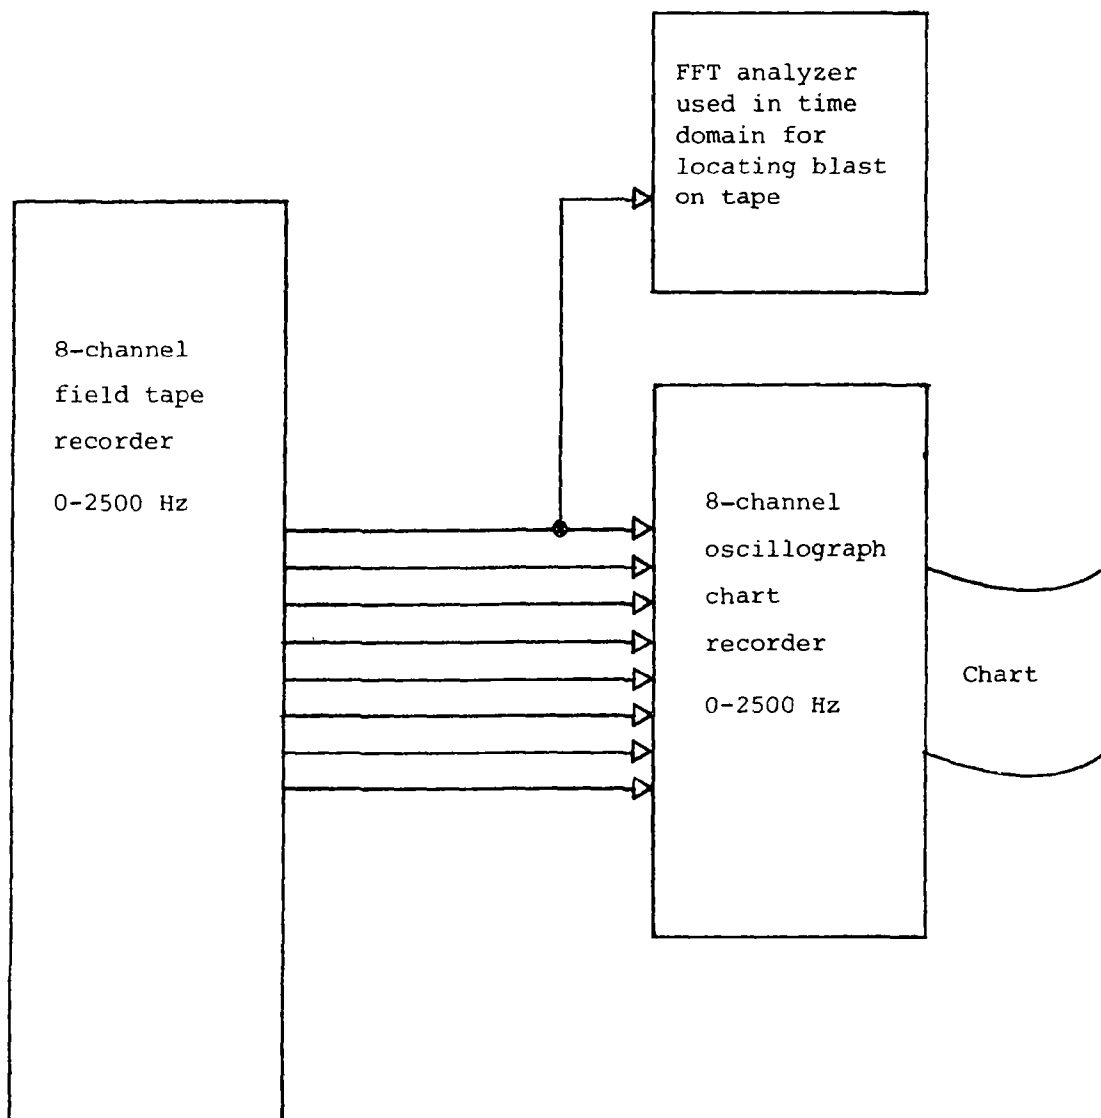 FFT analyzer
used in time
domain for
locating blast
on tape
8-channel
field tape
recorder
0-2500 Hz
8-channel
oscillograph
chart
recorder
0-2500 Hz
Chart